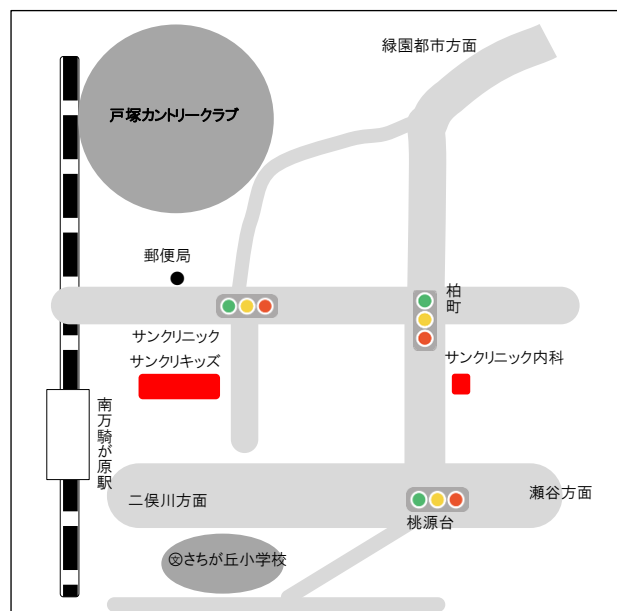 緑園都市方面
戸塚カントリークラブ
郵便局
柏町
サンクリニック
サンクリキッズ
サンクリニック内科
南万騎が原駅
二俣川方面
瀬谷方面
桃源台
㉆さちが丘小学校